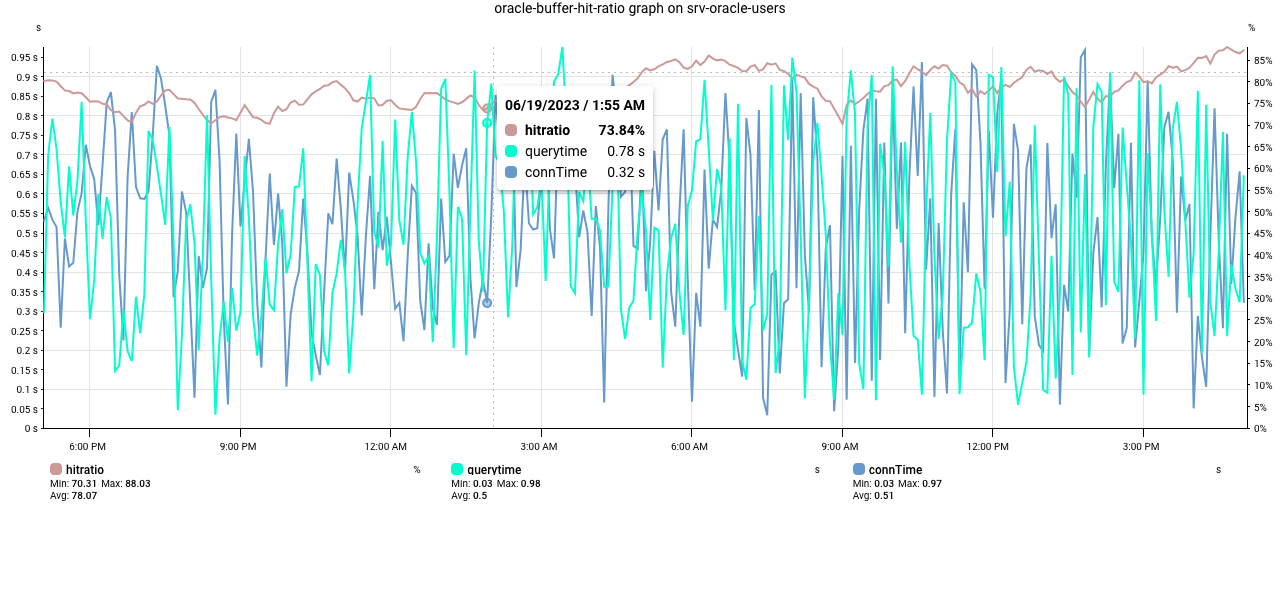 oracle-buffer-hit-ratio graph on srv-oracle-users
s
%
0.95 s
0.9 s
0.85 s
0.8 s
0.75 s
0.7 s
0.65 s
0.6 s
0.55 s
0.5 s
0.45 s
0.4 s
0.35 s
0.3 s
0.25 s
0.2 s
0.15 s
0.1 s
0.05 s
0 s
85%
80%
75%
70%
65%
60%
55%
50%
45%
40%
35%
30%
25%
20%
15%
10%
5%
0%
06/19/2023 / 1:55 AM
hitratio 73.84%
querytime 0.78 s
connTime 0.32 s
6:00 PM 9:00 PM 12:00 AM 3:00 AM 6:00 AM 9:00 AM 12:00 PM 3:00 PM
hitratio %
Min: 70.31 Max: 88.03
Avg: 78.07
querytime s
Min: 0.03 Max: 0.98
Avg: 0.5
connTime s
Min: 0.03 Max: 0.97
Avg: 0.51